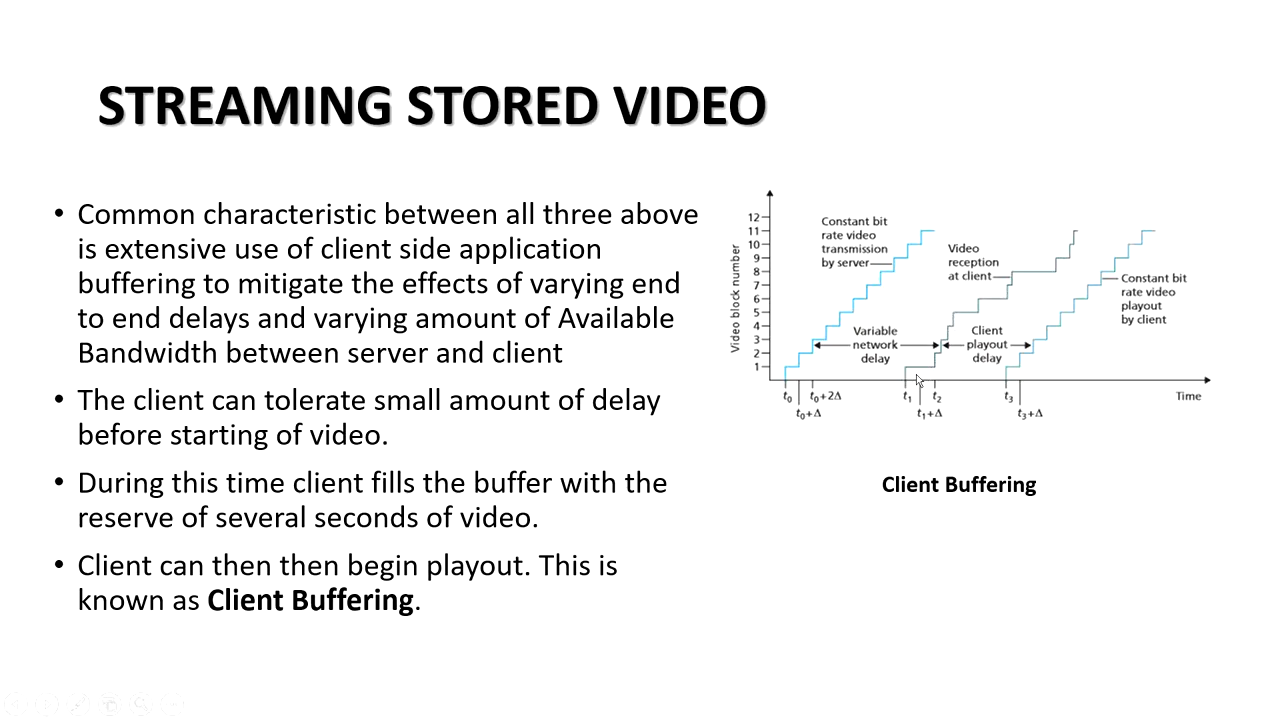 STREAMING STORED VIDEO
• Common characteristic between all three above
is extensive use of client side application
buffering to mitigate the effects of varying end
to end delays and varying amount of Available
Bandwidth between server and client
• The client can tolerate small amount of delay
before starting of video.
• During this time client fills the buffer with the
reserve of several seconds of video.
• Client can then then begin playout. This is
known as Client Buffering.
Video block number
12
11
10
9
8
7
6
5
4
3
2
1
Constant bit
rate video
transmission
by server
Video
reception
at client
Constant bit
rate video
playout
by client
Variable
network
delay
Client
playout
delay
t0
t0+Δ
t0+2Δ
t1
t1+Δ
t2
t3
t3+Δ
Time
Client Buffering